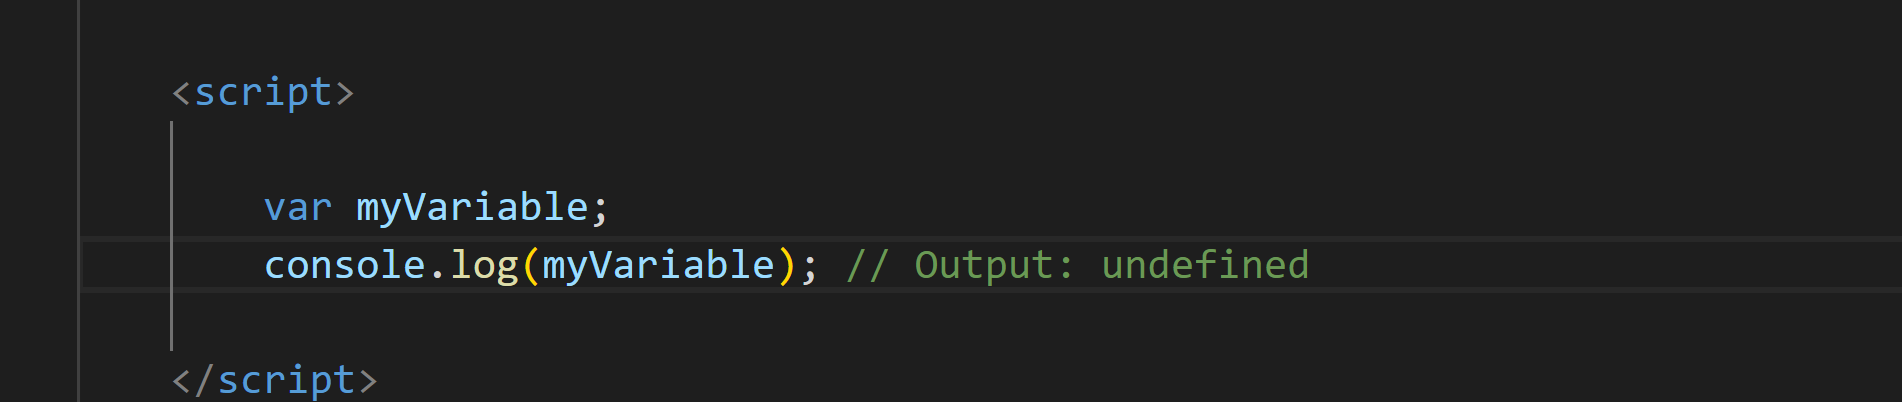 <script>
var myVariable;
console.log(myVariable); // Output: undefined
</script>